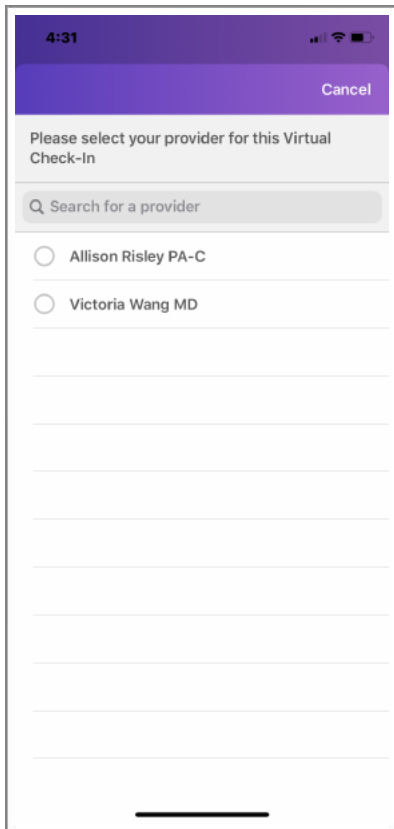 4:31
Cancel
Please select your provider for this Virtual
Check-In
Search for a provider
Allison Risley PA-C
Victoria Wang MD